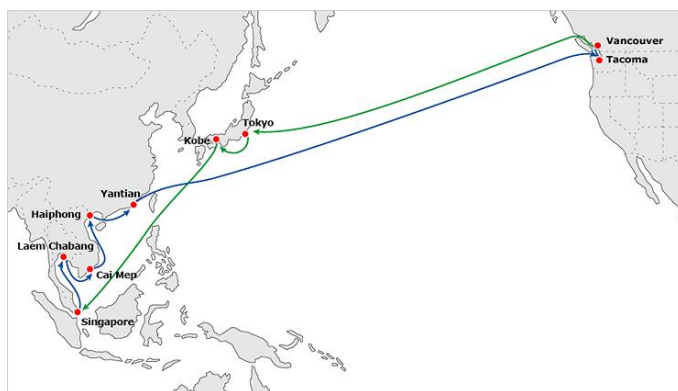 Vancouver
Tacoma
Tokyo
Kobe
Yantian
Haiphong
Laem Chabang
Cai Mep
Singapore